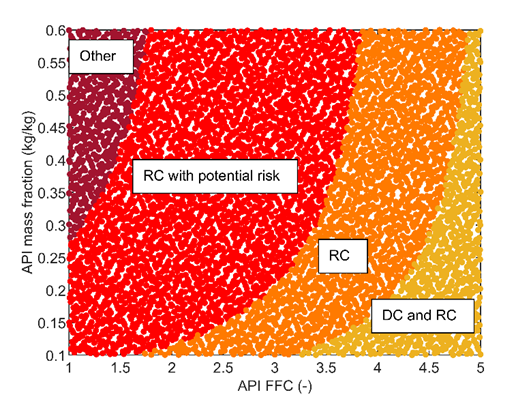 0.6
0.55
0.5
0.45
0.4
0.35
0.3
0.25
0.2
0.15
0.1
API mass fraction (kg/kg)
Other
RC with potential risk
RC
DC and RC
1 1.5 2 2.5 3 3.5 4 4.5 5
API FFC (-)